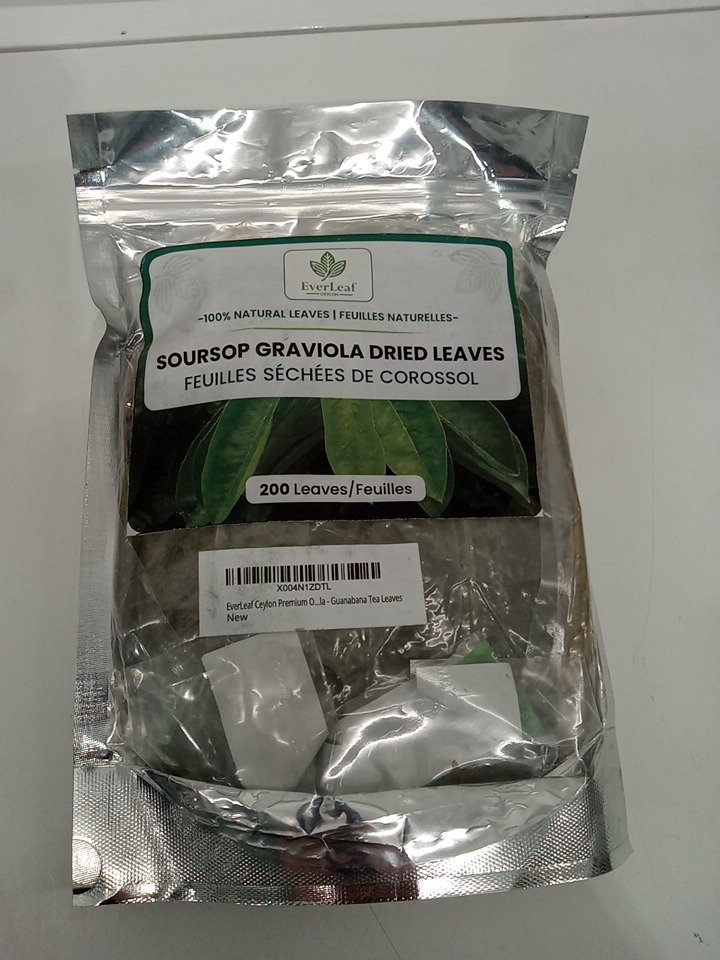 EverLeaf
CEYLON
-100% NATURAL LEAVES | FEUILLES NATURELLES-
SOURSOP GRAVIOLA DRIED LEAVES
FEUILLES SÉCHÉES DE COROSSOL
200 Leaves/Feuilles
X004N1ZDTL
EverLeaf Ceylon Premium O...la - Guanabana Tea Leaves
New